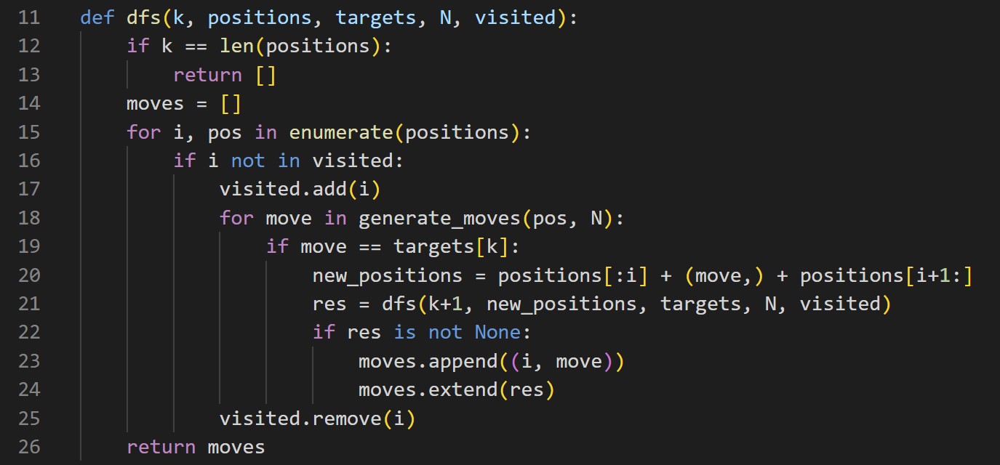 11 def dfs(k, positions, targets, N, visited):
12     if k == len(positions):
13         return []
14     moves = []
15     for i, pos in enumerate(positions):
16         if i not in visited:
17             visited.add(i)
18             for move in generate_moves(pos, N):
19                 if move == targets[k]:
20                     new_positions = positions[:i] + (move,) + positions[i+1:]
21                     res = dfs(k+1, new_positions, targets, N, visited)
22                     if res is not None:
23                         moves.append((i, move))
24                         moves.extend(res)
25             visited.remove(i)
26     return moves